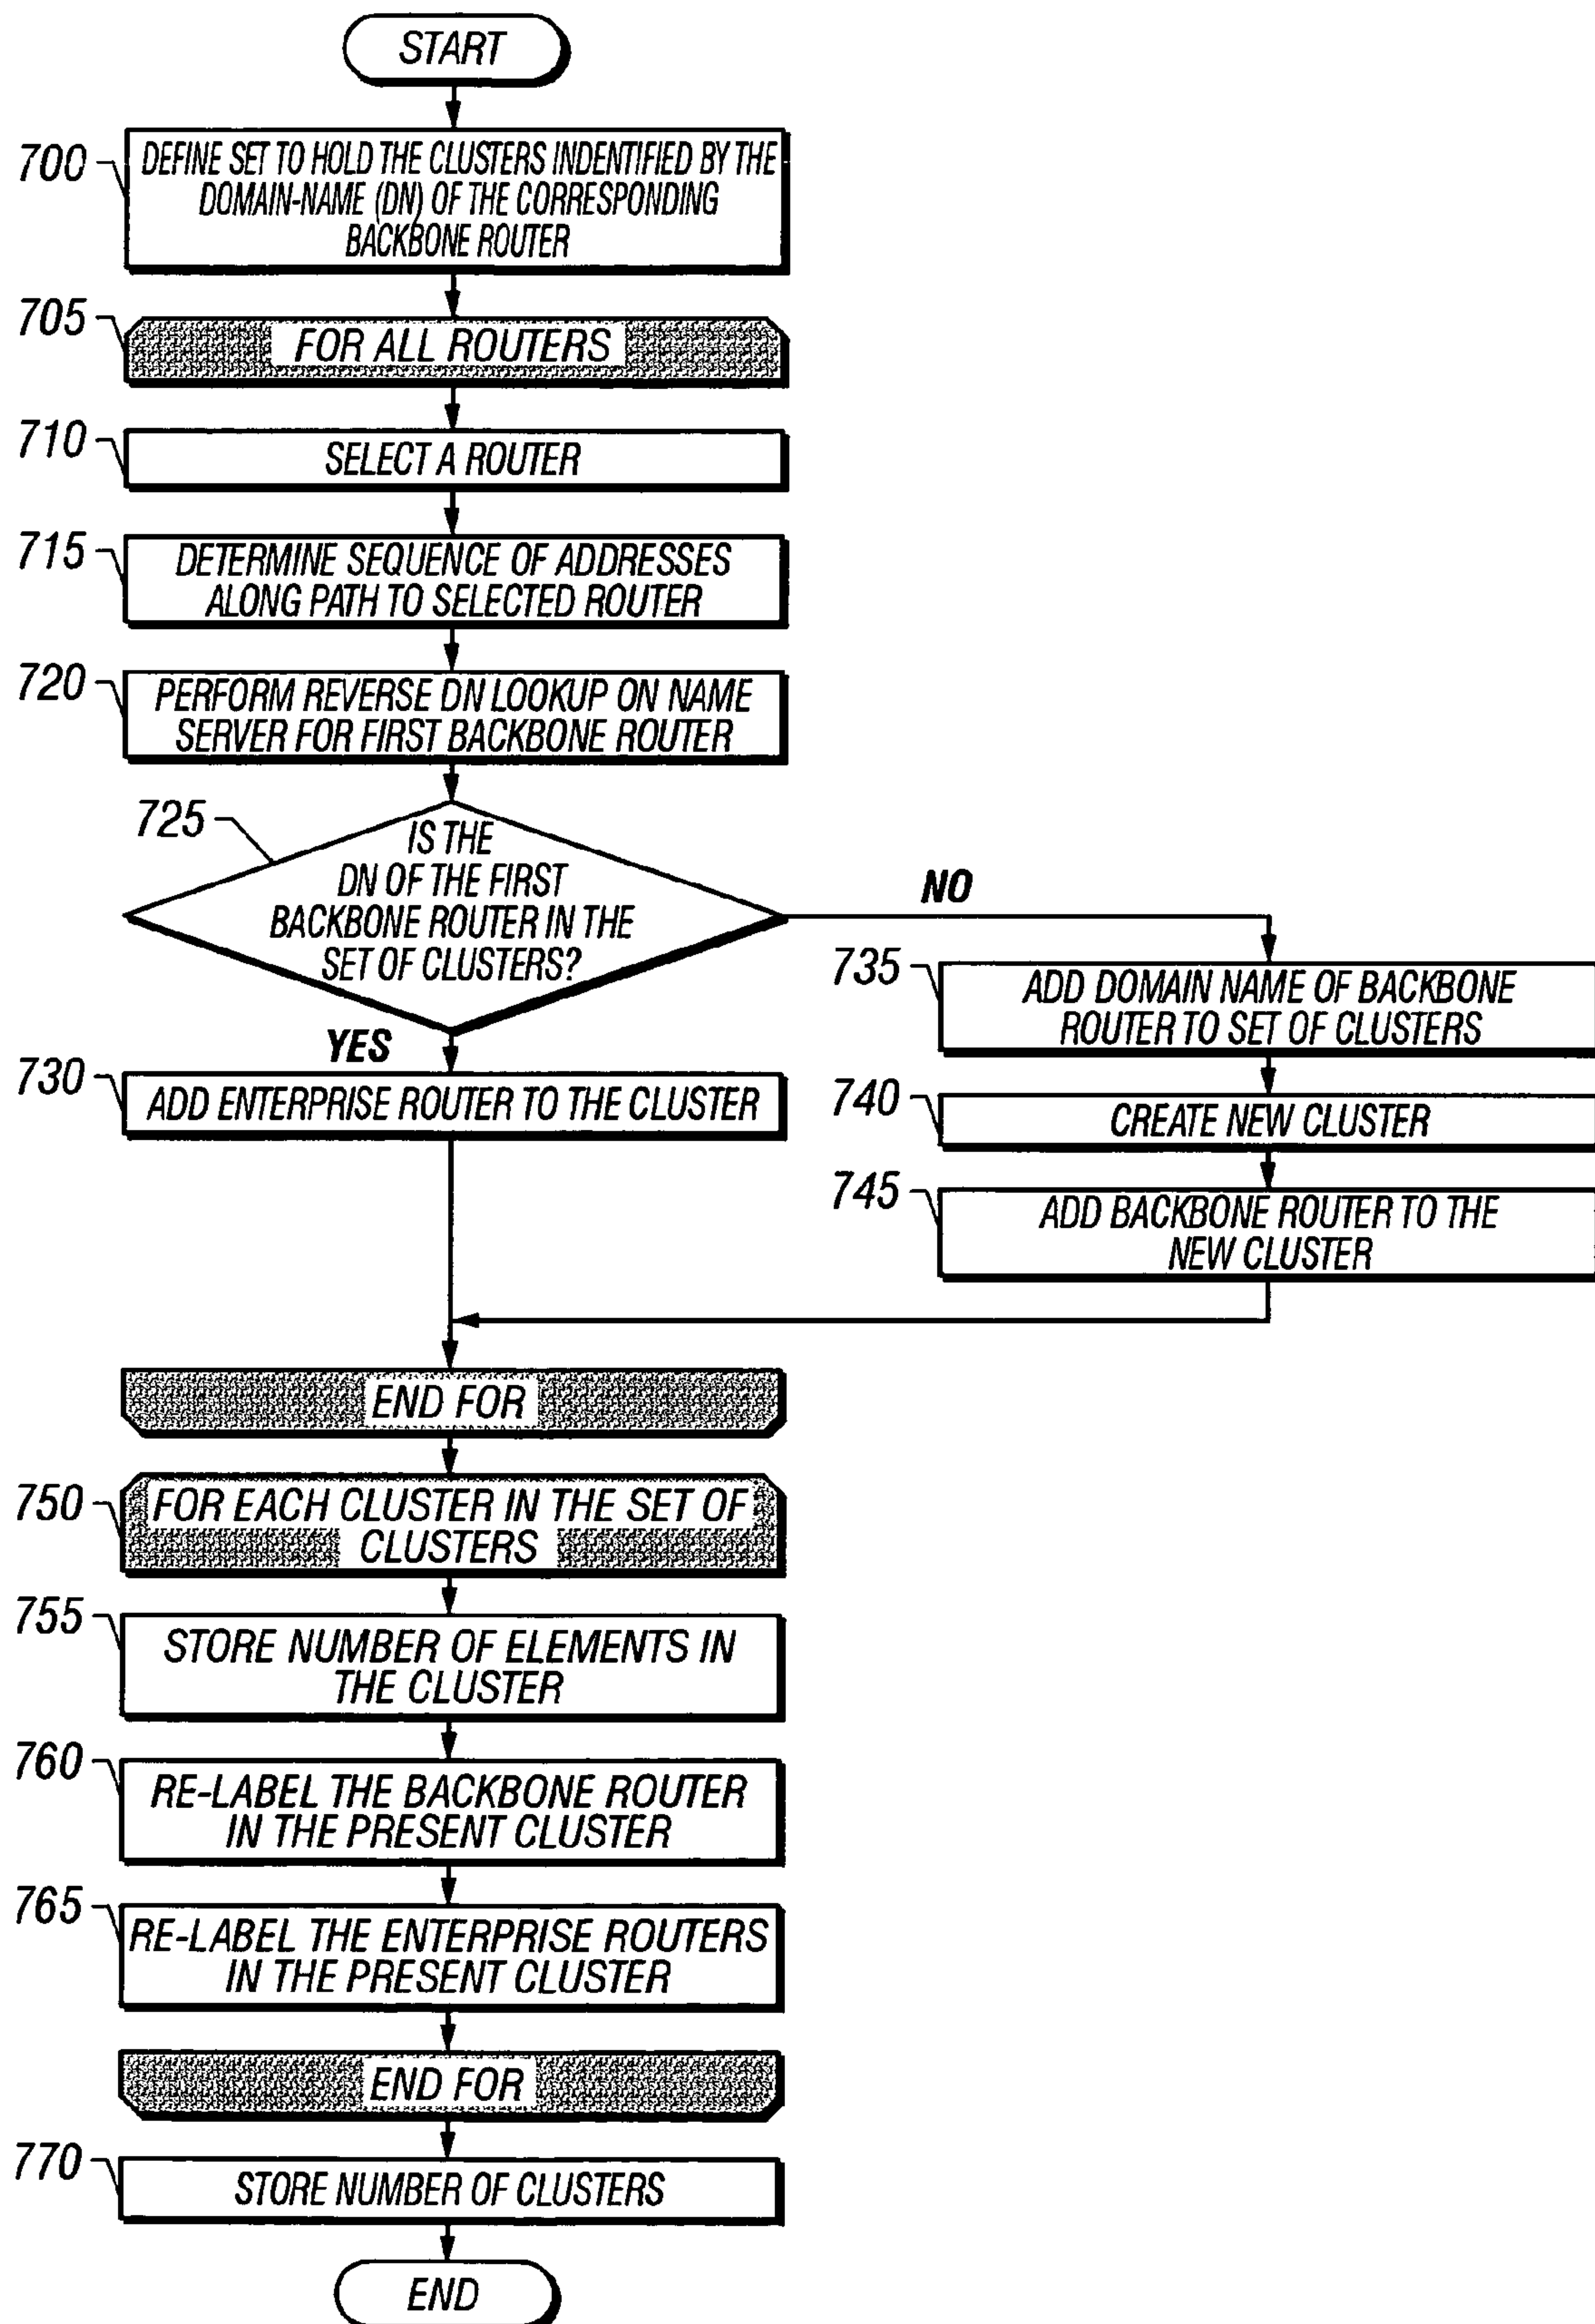 START
700
DEFINE SET TO HOLD THE CLUSTERS INDENTIFIED BY THE
DOMAIN-NAME (DN) OF THE CORRESPONDING
BACKBONE ROUTER
705
FOR ALL ROUTERS
710
SELECT A ROUTER
715
DETERMINE SEQUENCE OF ADDRESSES
ALONG PATH TO SELECTED ROUTER
720
PERFORM REVERSE DN LOOKUP ON NAME
SERVER FOR FIRST BACKBONE ROUTER
725
IS THE
DN OF THE FIRST
BACKBONE ROUTER IN THE
SET OF CLUSTERS?
NO
YES
730
ADD ENTERPRISE ROUTER TO THE CLUSTER
735
ADD DOMAIN NAME OF BACKBONE
ROUTER TO SET OF CLUSTERS
740
CREATE NEW CLUSTER
745
ADD BACKBONE ROUTER TO THE
NEW CLUSTER
END FOR
750
FOR EACH CLUSTER IN THE SET OF
CLUSTERS
755
STORE NUMBER OF ELEMENTS IN
THE CLUSTER
760
RE-LABEL THE BACKBONE ROUTER
IN THE PRESENT CLUSTER
765
RE-LABEL THE ENTERPRISE ROUTERS
IN THE PRESENT CLUSTER
END FOR
770
STORE NUMBER OF CLUSTERS
END